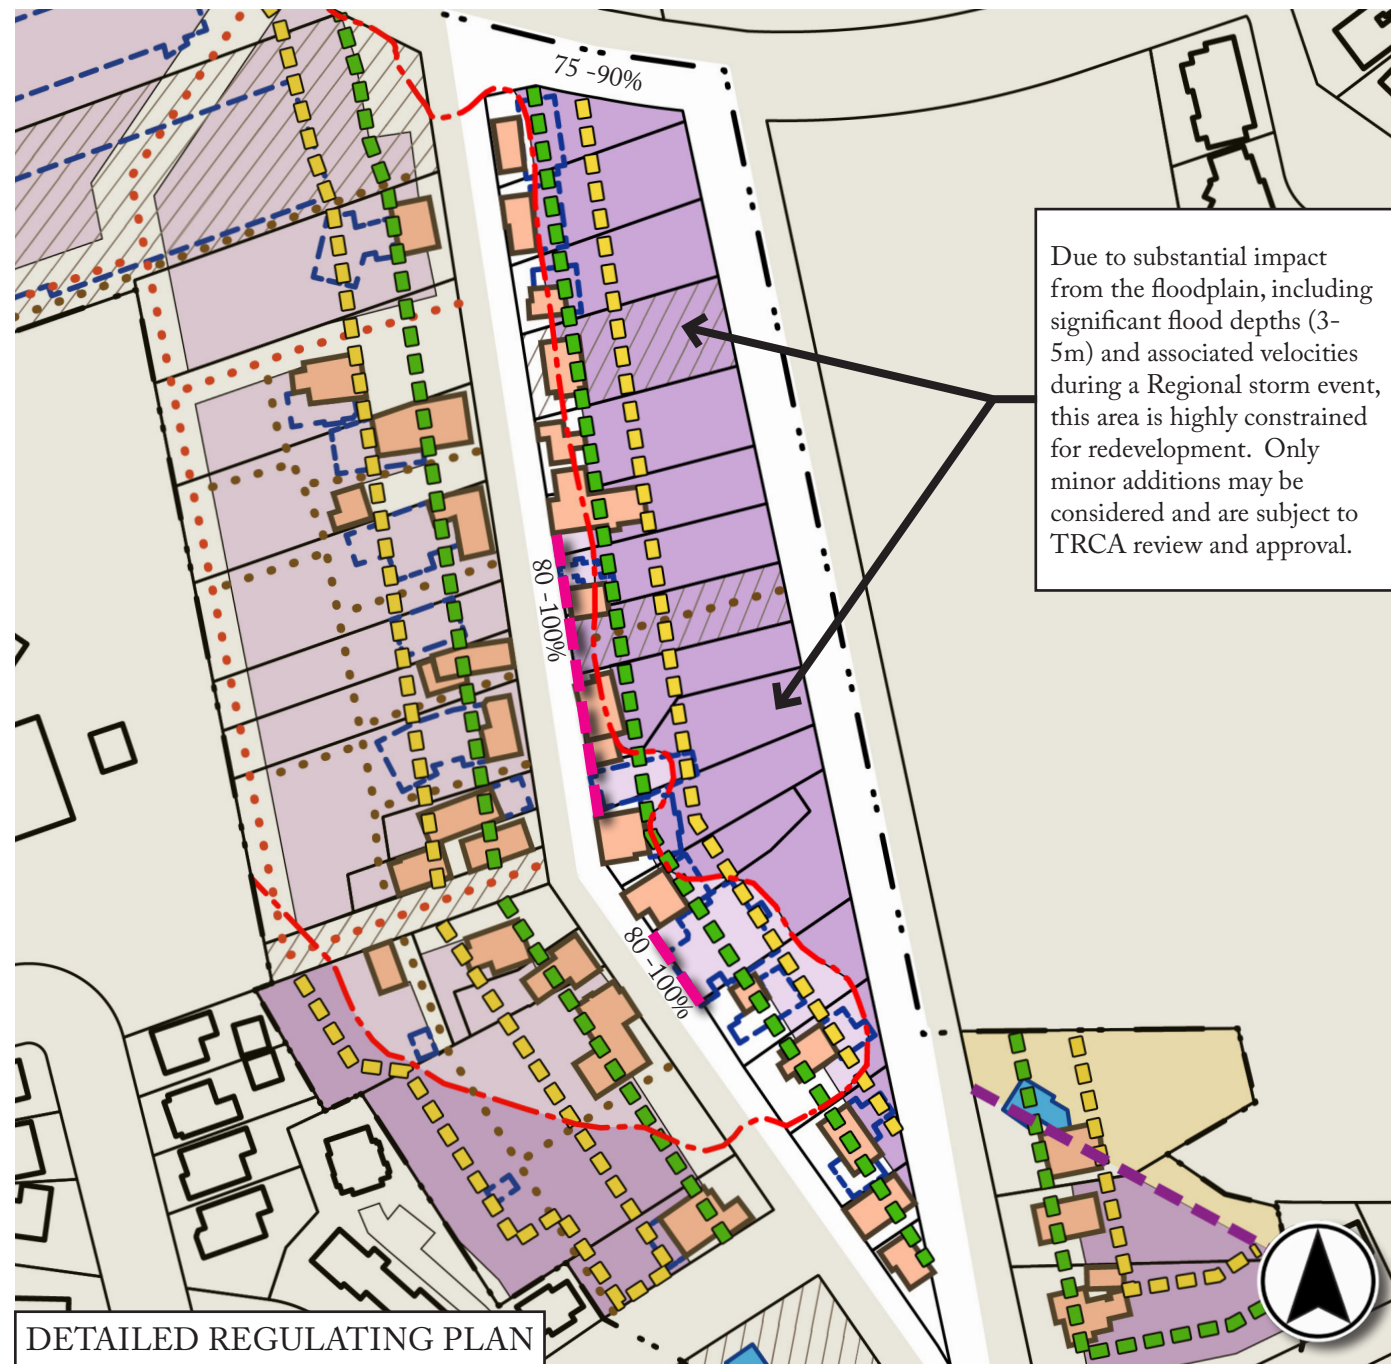 75 -90%
Due to substantial impact
from the floodplain, including
significant flood depths (3-
5m) and associated velocities
during a Regional storm event,
this area is highly constrained
for redevelopment. Only
minor additions may be
considered and are subject to
TRCA review and approval.
80 -100%
80 -100%
DETAILED REGULATING PLAN